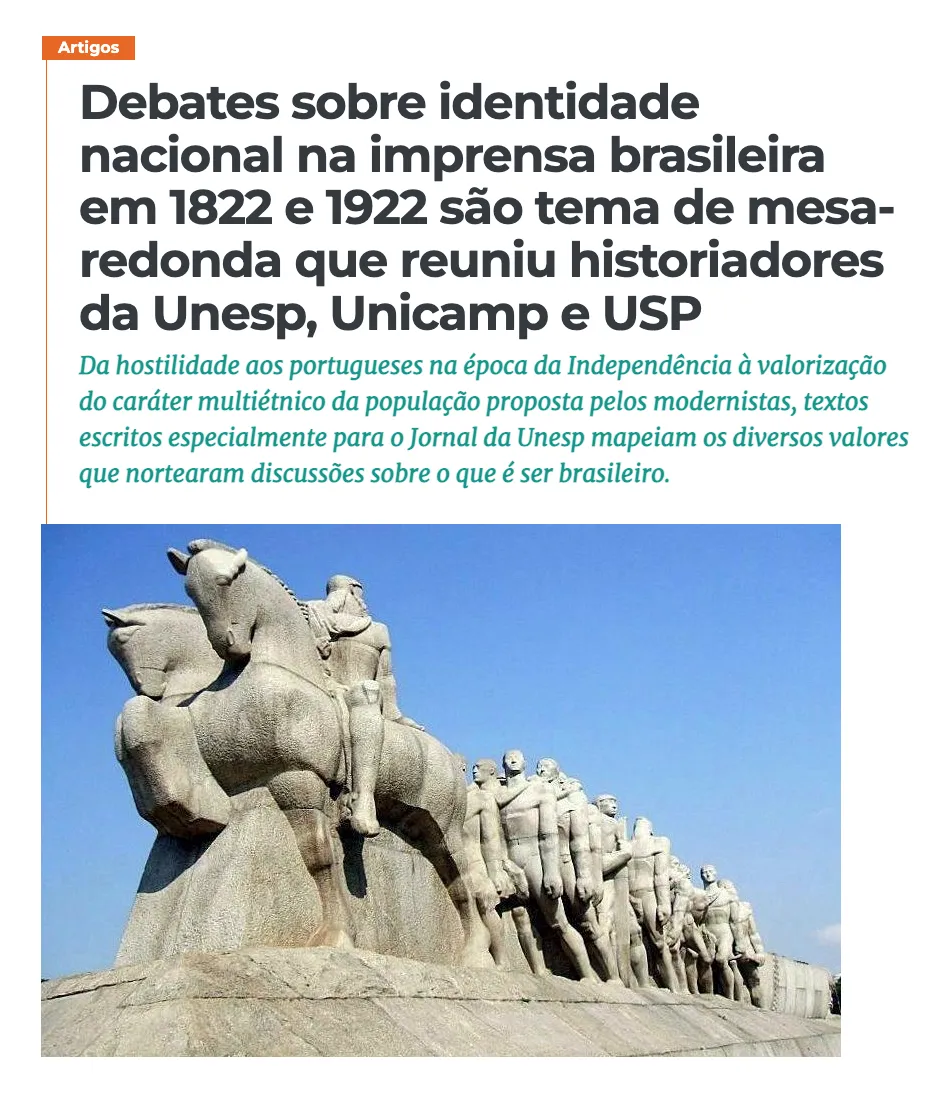 Artigos
Debates sobre identidade
nacional na imprensa brasileira
em 1822 e 1922 são tema de mesa-
redonda que reuniu historiadores
da Unesp, Unicamp e USP
Da hostilidade aos portugueses na época da Independência à valorização
do caráter multiétnico da população proposta pelos modernistas, textos
escritos especialmente para o Jornal da Unesp mapeiam os diversos valores
que nortearam discussões sobre o que é ser brasileiro.